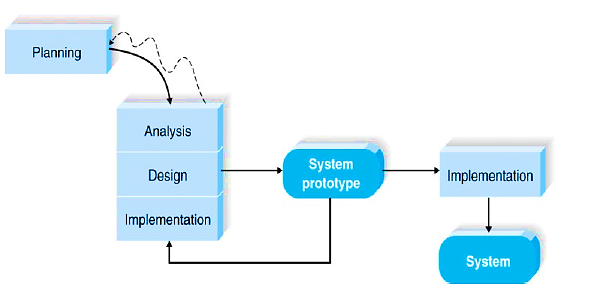 Planning
Analysis
Design
Implementation
System
prototype
Implementation
System